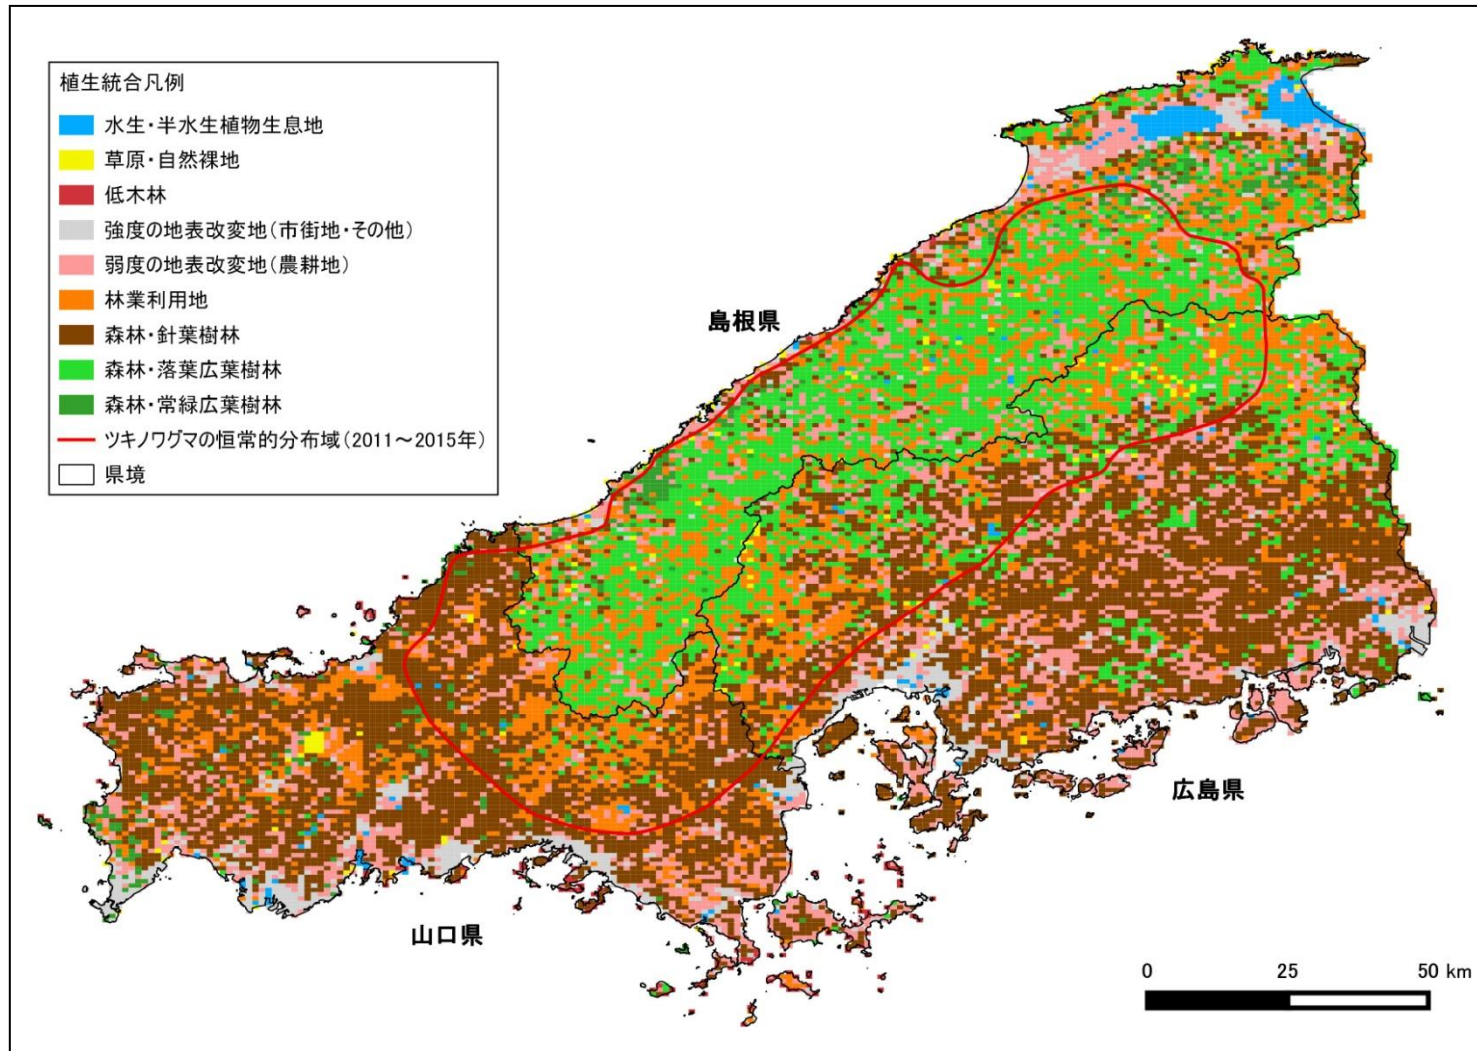 植生統合凡例
水生・半水生植物生息地
草原・自然裸地
低木林
強度の地表改変地(市街地・その他)
弱度の地表改変地(農耕地)
林業利用地
森林・針葉樹林
森林・落葉広葉樹林
森林・常緑広葉樹林
ツキノワグマの恒常的分布域(2011～2015年)
県境
島根県
広島県
山口県
0 25 50 km